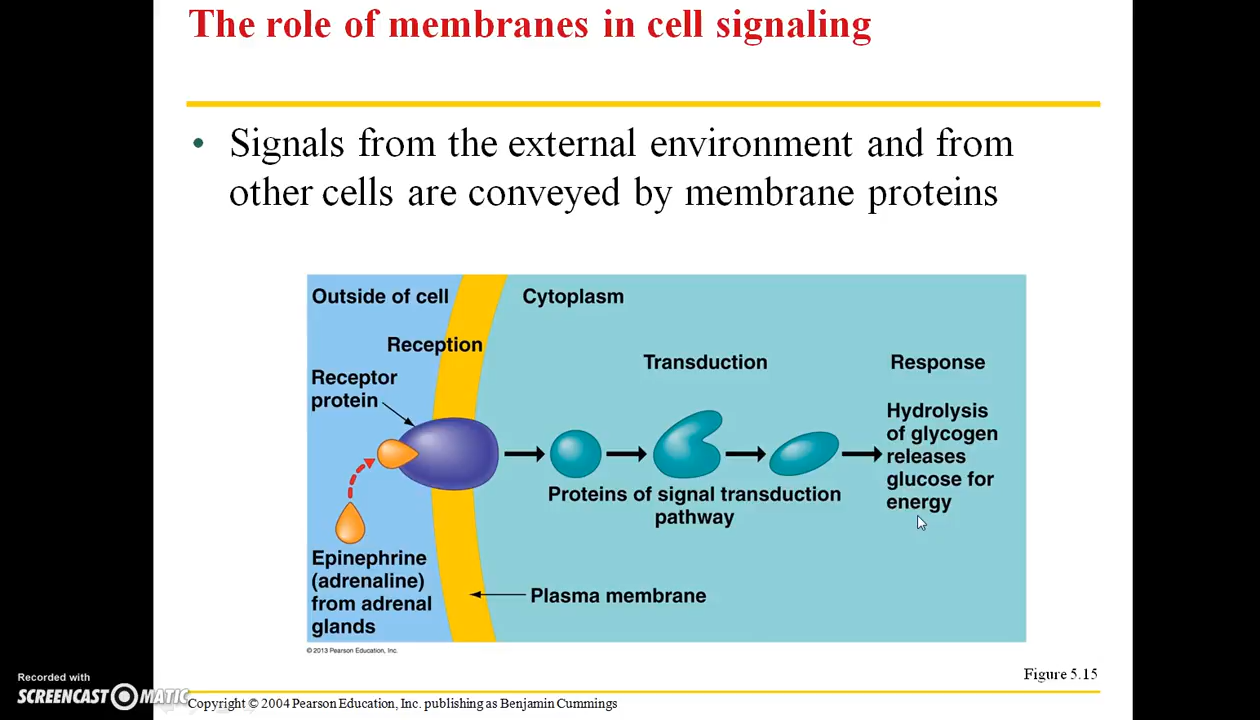 The role of membranes in cell signaling
• Signals from the external environment and from
other cells are conveyed by membrane proteins
Outside of cell
Cytoplasm
Reception
Transduction
Response
Receptor
protein
Hydrolysis
of glycogen
releases
glucose for
energy
Proteins of signal transduction
pathway
Epinephrine
(adrenaline)
from adrenal
glands
Plasma membrane
© 2013 Pearson Education, Inc.
Figure 5.15
Recorded with
SCREENCAST MATIC
Copyright © 2004 Pearson Education, Inc. publishing as Benjamin Cummings